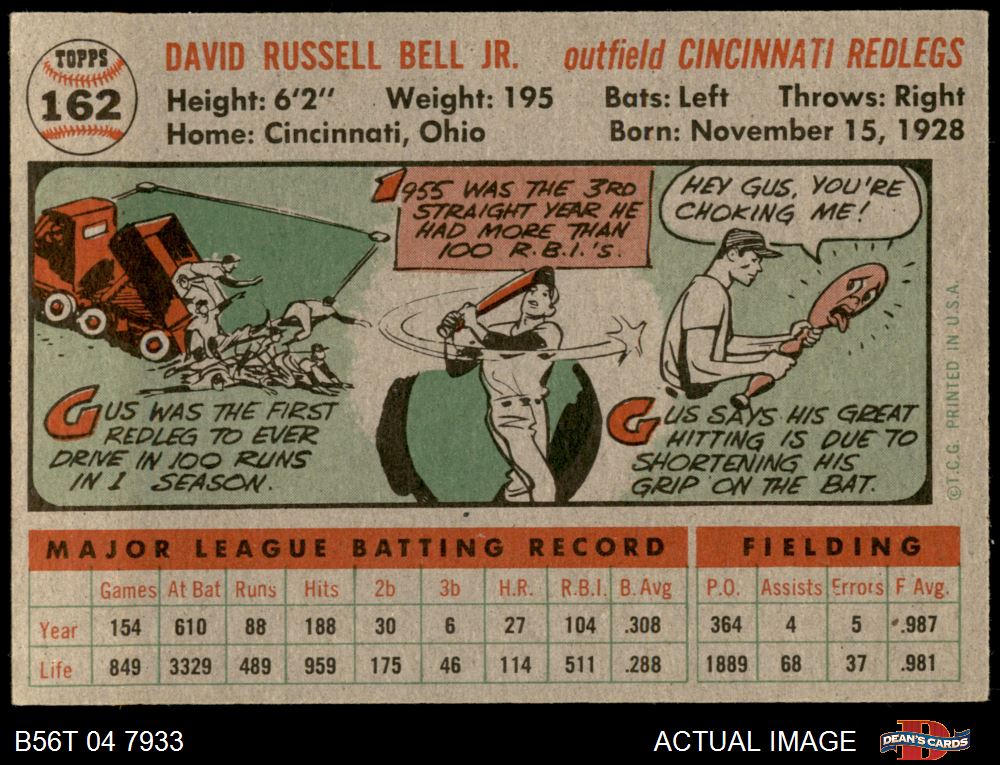 TOPPS
162
DAVID RUSSELL BELL JR. outfield CINCINNATI REDLEGS
Height: 6'2" Weight: 195 Bats: Left Throws: Right
Home: Cincinnati, Ohio Born: November 15, 1928
1955 WAS THE 3RD
STRAIGHT YEAR HE
HAD MORE THAN
100 R.B.I.'S.
HEY GUS, YOU'RE
CHOKING ME!
GUS WAS THE FIRST
REDLEG TO EVER
DRIVE IN 100 RUNS
IN 1 SEASON.
GUS SAYS HIS GREAT
HITTING IS DUE TO
SHORTENING HIS
GRIP ON THE BAT.
©T.C.G. PRINTED IN U.S.A.
MAJOR LEAGUE BATTING RECORD FIELDING
Games At Bat Runs Hits 2b 3b H.R. R.B.I. B. Avg P.O. Assists Errors F Avg.
Year 154 610 88 188 30 6 27 104 .308 364 4 5 .987
Life 849 3329 489 959 175 46 114 511 .288 1889 68 37 .981
B56T 04 7933 ACTUAL IMAGE DEAN'S CARDS